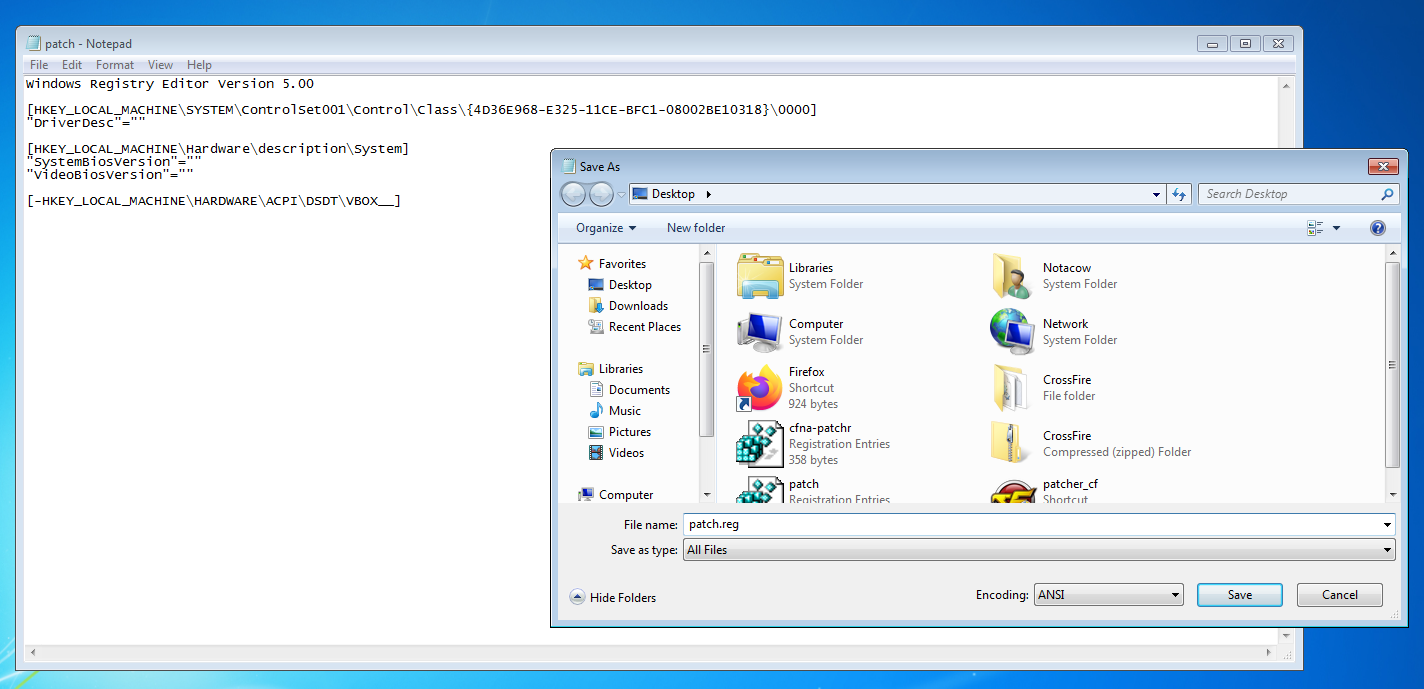 patch - Notepad
File Edit Format View Help
Windows Registry Editor Version 5.00
[HKEY_LOCAL_MACHINE\SYSTEM\ControlSet001\Control\Class\{4D36E968-E325-11CE-BFC1-08002BE10318}\0000]
"DriverDesc"=""
[HKEY_LOCAL_MACHINE\Hardware\description\System]
"SystemBiosVersion"=""
"VideoBiosVersion"=""
[-HKEY_LOCAL_MACHINE\HARDWARE\ACPI\DSDT\VBOX__]
Save As
Desktop
Search Desktop
Organize
New folder
Favorites
Desktop
Downloads
Recent Places
Libraries
Documents
Music
Pictures
Videos
Computer
Libraries
System Folder
Notacow
System Folder
Computer
System Folder
Network
System Folder
Firefox
Shortcut
924 bytes
CrossFire
File folder
cfna-patchr
Registration Entries
358 bytes
CrossFire
Compressed (zipped) Folder
patch
Registration Entries
patcher_cf
Shortcut
File name: patch.reg
Save as type: All Files
Hide Folders
Encoding: ANSI
Save
Cancel